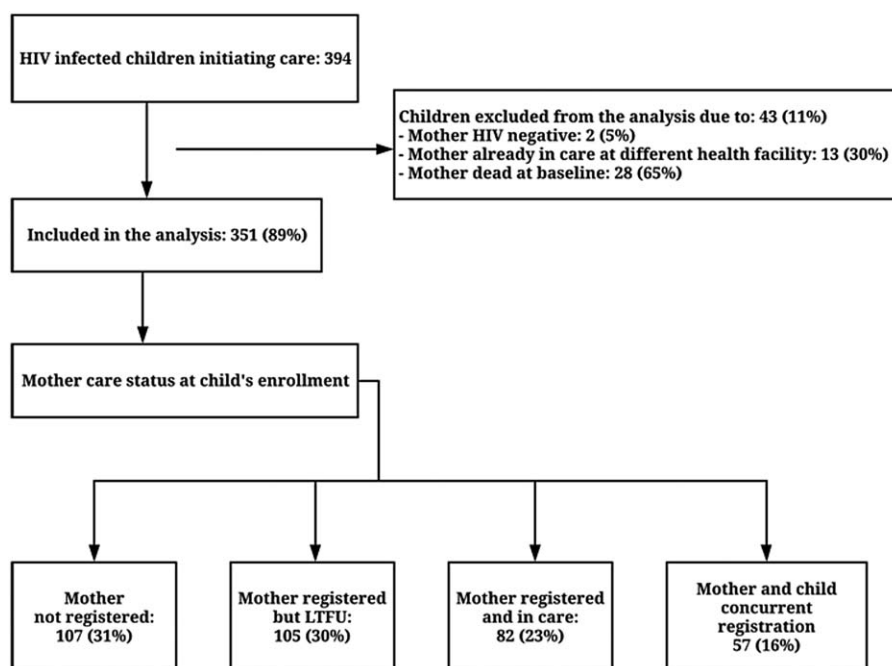 HIV infected children initiating care: 394
Children excluded from the analysis due to: 43 (11%)
- Mother HIV negative: 2 (5%)
- Mother already in care at different health facility: 13 (30%)
- Mother dead at baseline: 28 (65%)
Included in the analysis: 351 (89%)
Mother care status at child's enrollment
Mother
not registered:
107 (31%)
Mother registered
but LTFU:
105 (30%)
Mother registered
and in care:
82 (23%)
Mother and child
concurrent
registration
57 (16%)